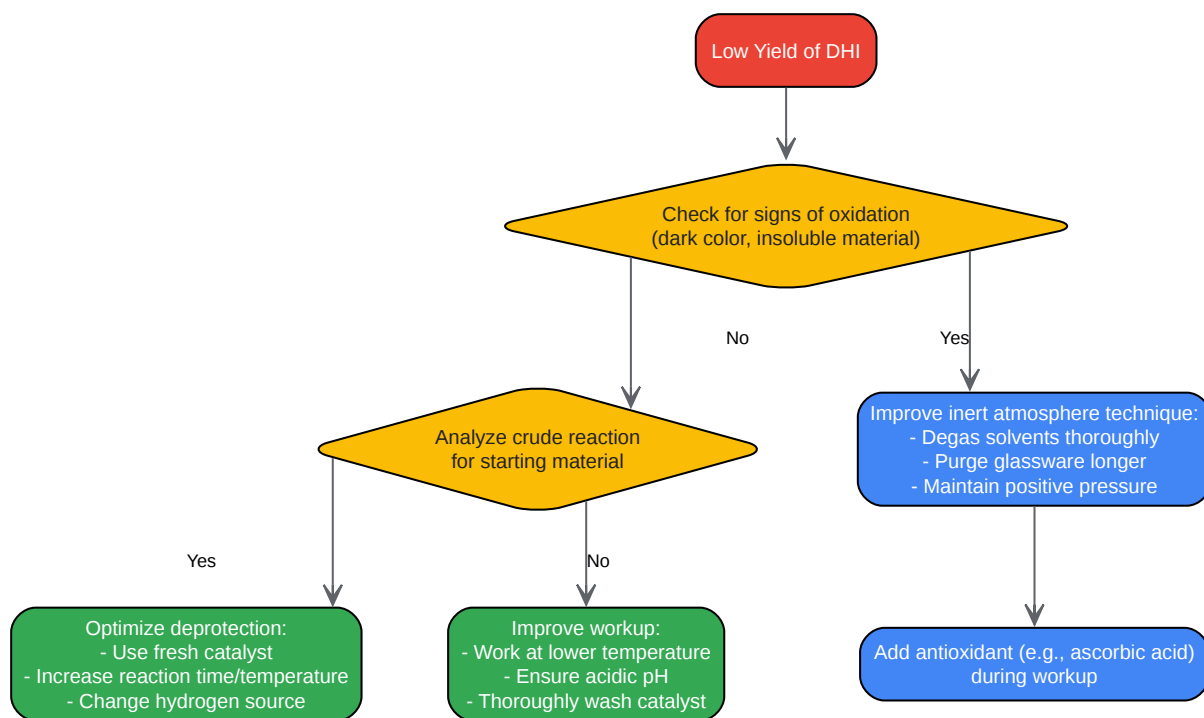 Low Yield of DHI
Check for signs of oxidation
(dark color, insoluble material)
No
Yes
Analyze crude reaction
for starting material
Improve inert atmosphere technique:
- Degas solvents thoroughly
- Purge glassware longer
- Maintain positive pressure
Yes
No
Optimize deprotection:
- Use fresh catalyst
- Increase reaction time/temperature
- Change hydrogen source
Improve workup:
- Work at lower temperature
- Ensure acidic pH
- Thoroughly wash catalyst
Add antioxidant (e.g., ascorbic acid)
during workup